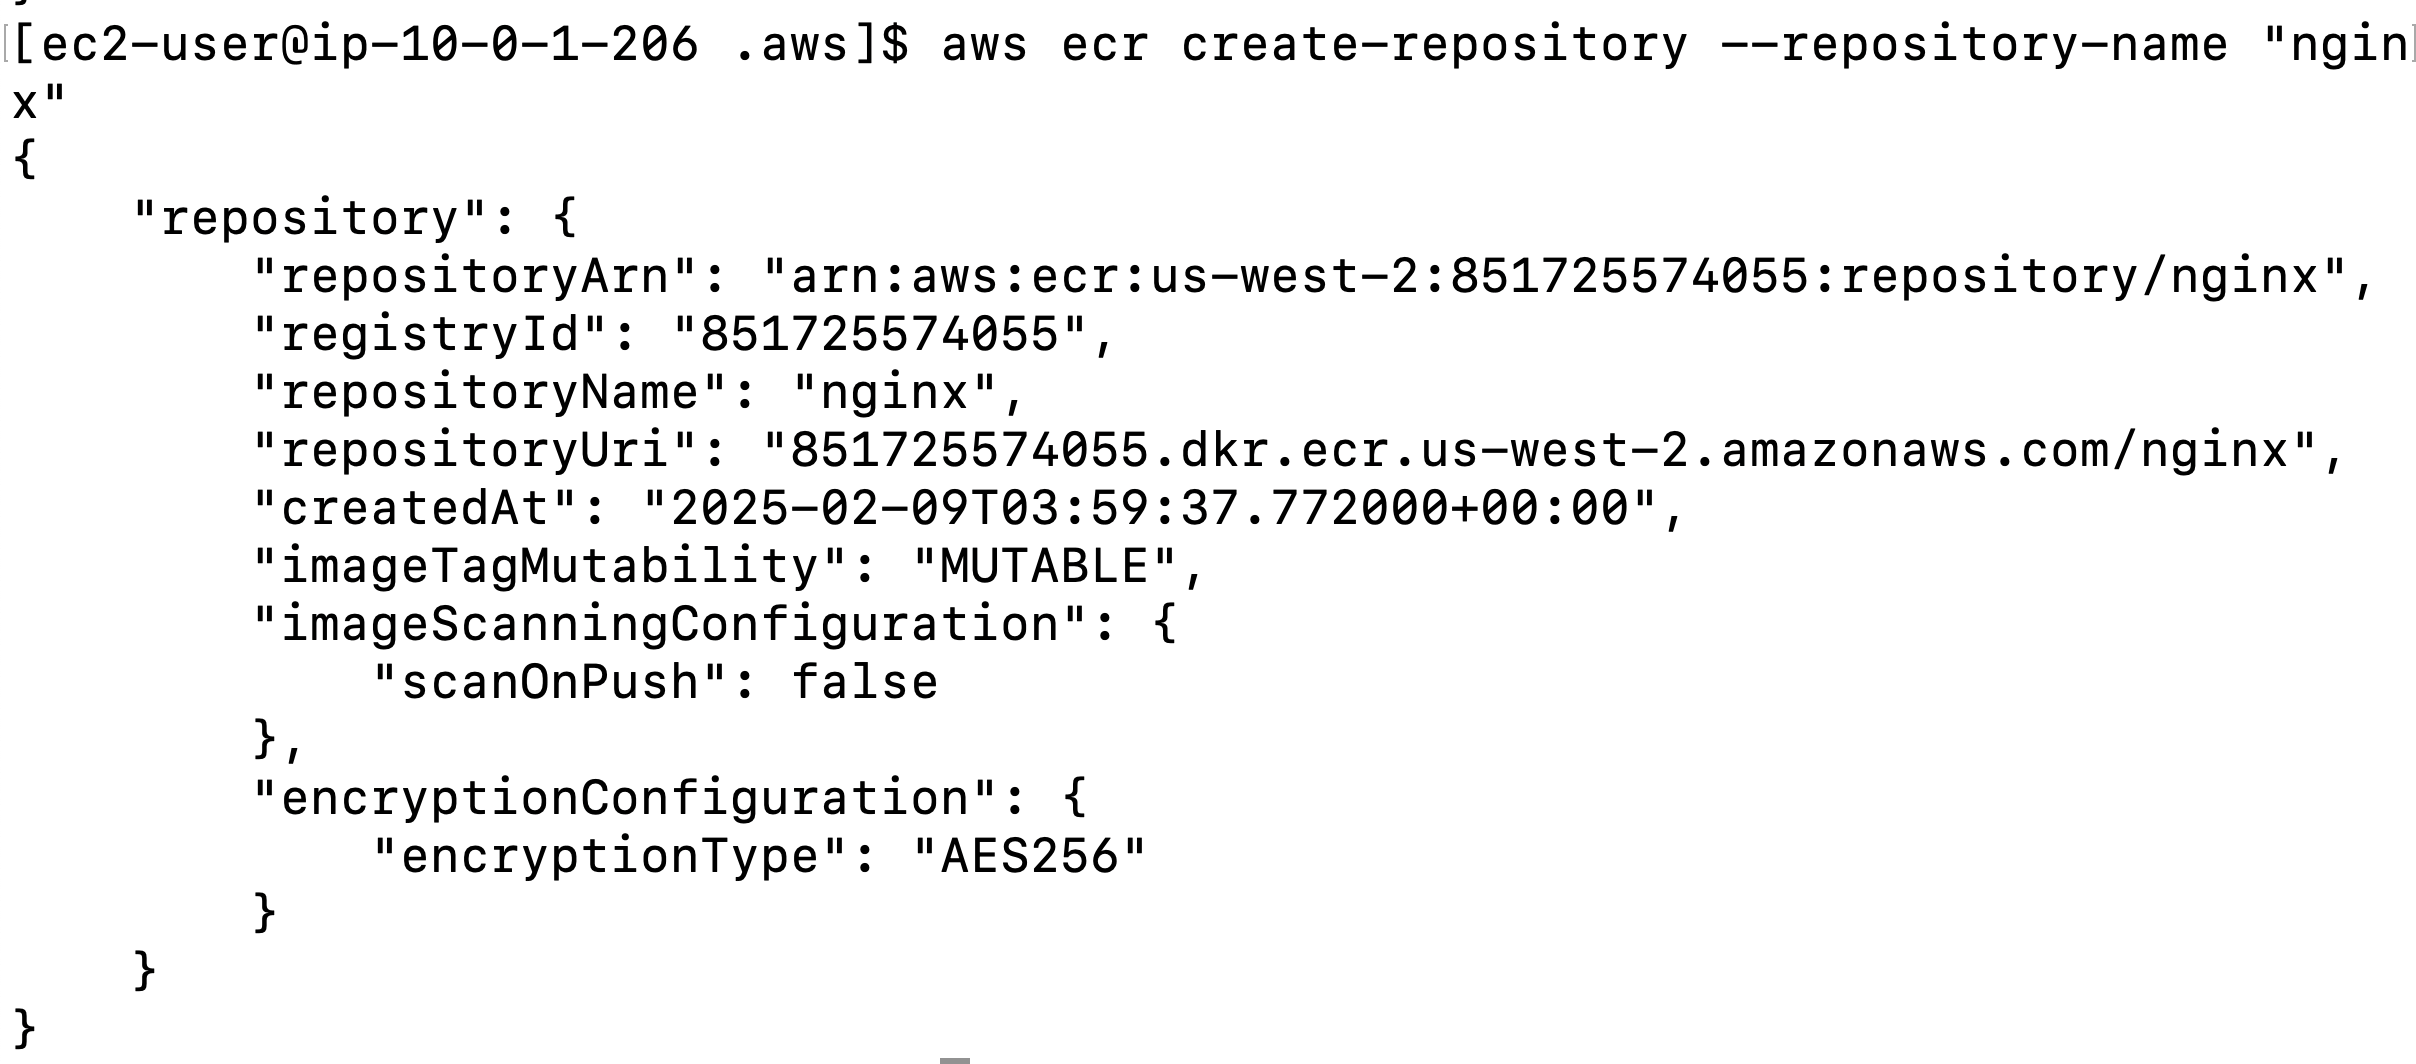 [ec2-user@ip-10-0-1-206 .aws]$ aws ecr create-repository --repository-name "ngin
x"
{
    "repository": {
        "repositoryArn": "arn:aws:ecr:us-west-2:851725574055:repository/nginx",
        "registryId": "851725574055",
        "repositoryName": "nginx",
        "repositoryUri": "851725574055.dkr.ecr.us-west-2.amazonaws.com/nginx",
        "createdAt": "2025-02-09T03:59:37.772000+00:00",
        "imageTagMutability": "MUTABLE",
        "imageScanningConfiguration": {
            "scanOnPush": false
        },
        "encryptionConfiguration": {
            "encryptionType": "AES256"
        }
    }
}